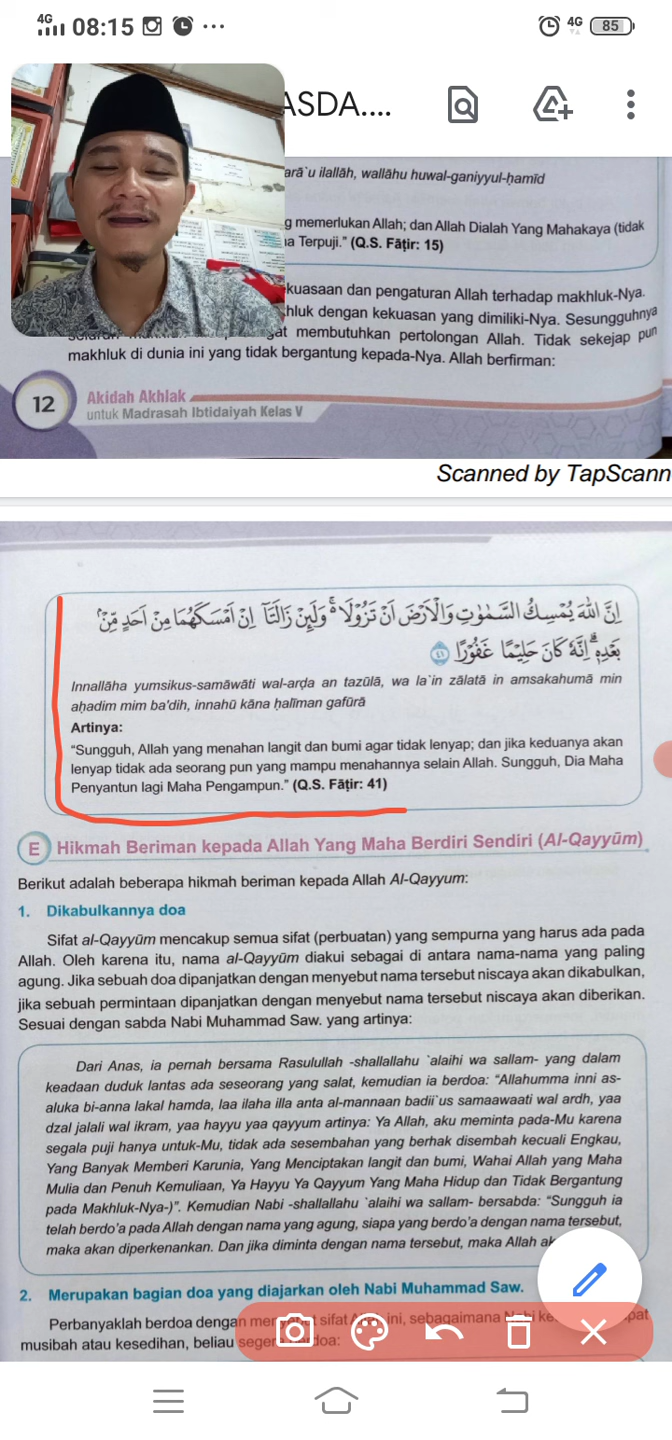 4G 08:15 4G 85
ASDA....
arā`u ilallāh, wallāhu huwal-ganiyyul-ḥamīd
g memerlukan Allah; dan Allah Dialah Yang Mahakaya (tidak
a Terpuji.” (Q.S. Fāṭir: 15)
kuasaan dan pengaturan Allah terhadap makhluk-Nya.
hluk dengan kekuasan yang dimiliki-Nya. Sesungguhnya
gat membutuhkan pertolongan Allah. Tidak sekejap pun
makhluk di dunia ini yang tidak bergantung kepada-Nya. Allah berfirman:
12
Akidah Akhlak
untuk Madrasah Ibtidaiyah Kelas V
Scanned by TapScann
اِنَّ اللّٰهَ يُمْسِكُ السَّمٰوٰتِ وَالْاَرْضَ اَنْ تَزُوْلَا ۚ وَلَىِٕنْ زَالَتَآ اِنْ اَمْسَكَهُمَا مِنْ اَحَدٍ مِّنْۢ
بَعْدِهٖ ۗ اِنَّهٗ كَانَ حَلِيْمًا غَفُوْرًا ٤١
Innallāha yumsikus-samāwāti wal-arḍa an tazūlā, wa la`in zālatā in amsakahumā min
aḥadim mim ba'dih, innahū kāna ḥalīman gafūrā
Artinya:
“Sungguh, Allah yang menahan langit dan bumi agar tidak lenyap; dan jika keduanya akan
lenyap tidak ada seorang pun yang mampu menahannya selain Allah. Sungguh, Dia Maha
Penyantun lagi Maha Pengampun.” (Q.S. Fāṭir: 41)
E Hikmah Beriman kepada Allah Yang Maha Berdiri Sendiri (Al-Qayyūm)
Berikut adalah beberapa hikmah beriman kepada Allah Al-Qayyum:
1. Dikabulkannya doa
Sifat al-Qayyūm mencakup semua sifat (perbuatan) yang sempurna yang harus ada pada
Allah. Oleh karena itu, nama al-Qayyūm diakui sebagai di antara nama-nama yang paling
agung. Jika sebuah doa dipanjatkan dengan menyebut nama tersebut niscaya akan dikabulkan,
jika sebuah permintaan dipanjatkan dengan menyebut nama tersebut niscaya akan diberikan.
Sesuai dengan sabda Nabi Muhammad Saw. yang artinya:
Dari Anas, ia pernah bersama Rasulullah -shallallahu `alaihi wa sallam- yang dalam
keadaan duduk lantas ada seseorang yang salat, kemudian ia berdoa: “Allahumma inni as-
aluka bi-anna lakal hamda, laa ilaha illa anta al-mannaan badii`us samaawaati wal ardh, yaa
dzal jalali wal ikram, yaa hayyu yaa qayyum artinya: Ya Allah, aku meminta pada-Mu karena
segala puji hanya untuk-Mu, tidak ada sesembahan yang berhak disembah kecuali Engkau,
Yang Banyak Memberi Karunia, Yang Menciptakan langit dan bumi, Wahai Allah yang Maha
Mulia dan Penuh Kemuliaan, Ya Hayyu Ya Qayyum Yang Maha Hidup dan Tidak Bergantung
pada Makhluk-Nya-)”. Kemudian Nabi -shallallahu `alaihi wa sallam- bersabda: “Sungguh ia
telah berdo’a pada Allah dengan nama yang agung, siapa yang berdo’a dengan nama tersebut,
maka akan diperkenankan. Dan jika diminta dengan nama tersebut, maka Allah ak
2. Merupakan bagian doa yang diajarkan oleh Nabi Muhammad Saw.
Perbanyaklah berdoa dengan sifat ini, sebagaimana Nabi ke pat
musibah atau kesedihan, beliau segera doa: